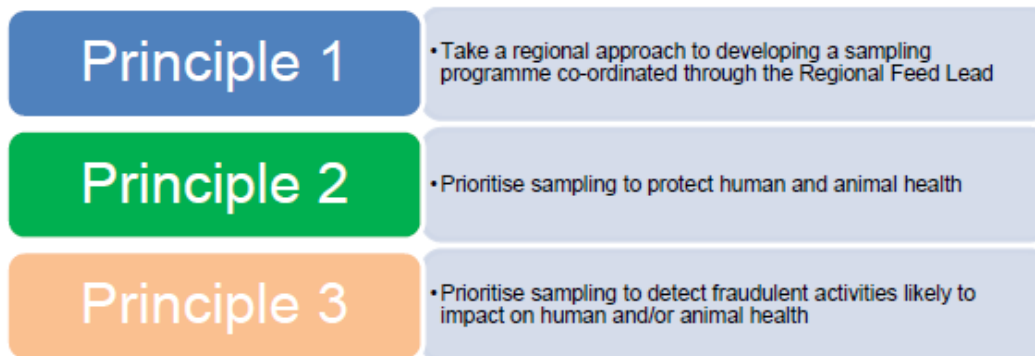 Principle 1
•Take a regional approach to developing a sampling
programme co-ordinated through the Regional Feed Lead
Principle 2
•Prioritise sampling to protect human and animal health
Principle 3
•Prioritise sampling to detect fraudulent activities likely to
impact on human and/or animal health